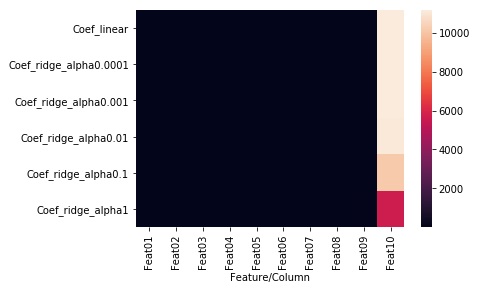 Coef_linear
Coef_ridge_alpha0.0001
Coef_ridge_alpha0.001
Coef_ridge_alpha0.01
Coef_ridge_alpha0.1
Coef_ridge_alpha1
Feat01 Feat02 Feat03 Feat04 Feat05 Feat06 Feat07 Feat08 Feat09 Feat10
Feature/Column
10000
8000
6000
4000
2000